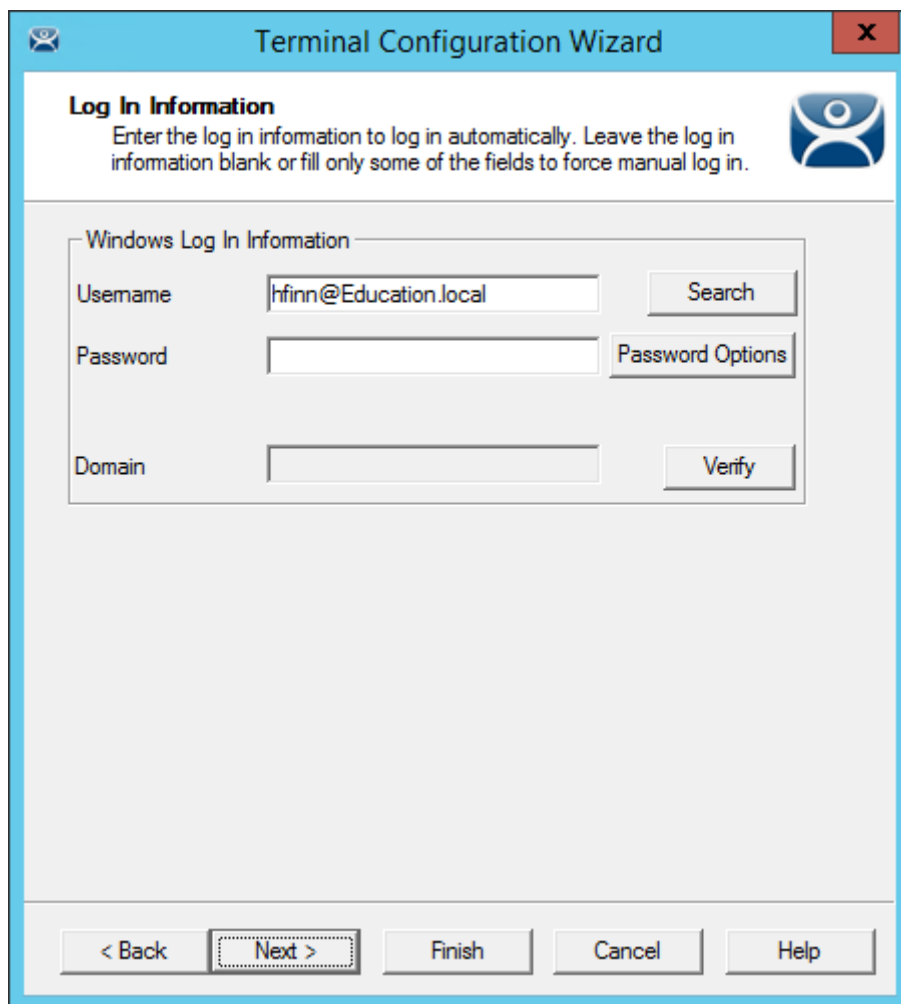 Terminal Configuration Wizard
x
Log In Information
Enter the log in information to log in automatically. Leave the log in
information blank or fill only some of the fields to force manual log in.
Windows Log In Information
Username hfinn@Education.local Search
Password Password Options
Domain Verify
< Back Next > Finish Cancel Help